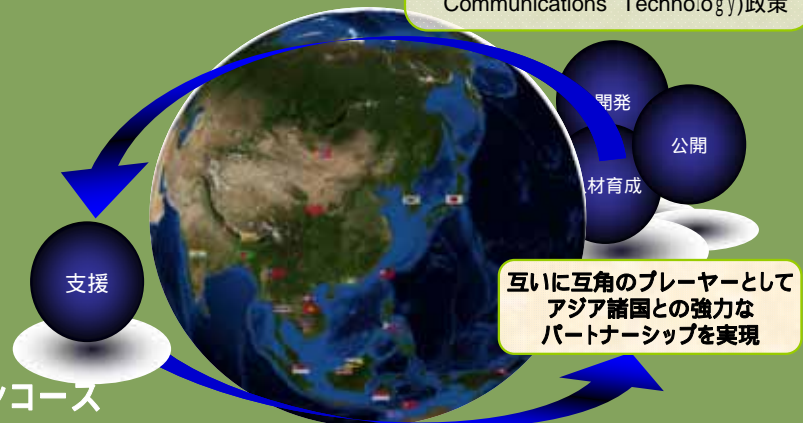 Communications Technology)政策
開発
公開
人材育成
支援
互いに互角のプレーヤーとして
アジア諸国との強力な
パートナーシップを実現
コース